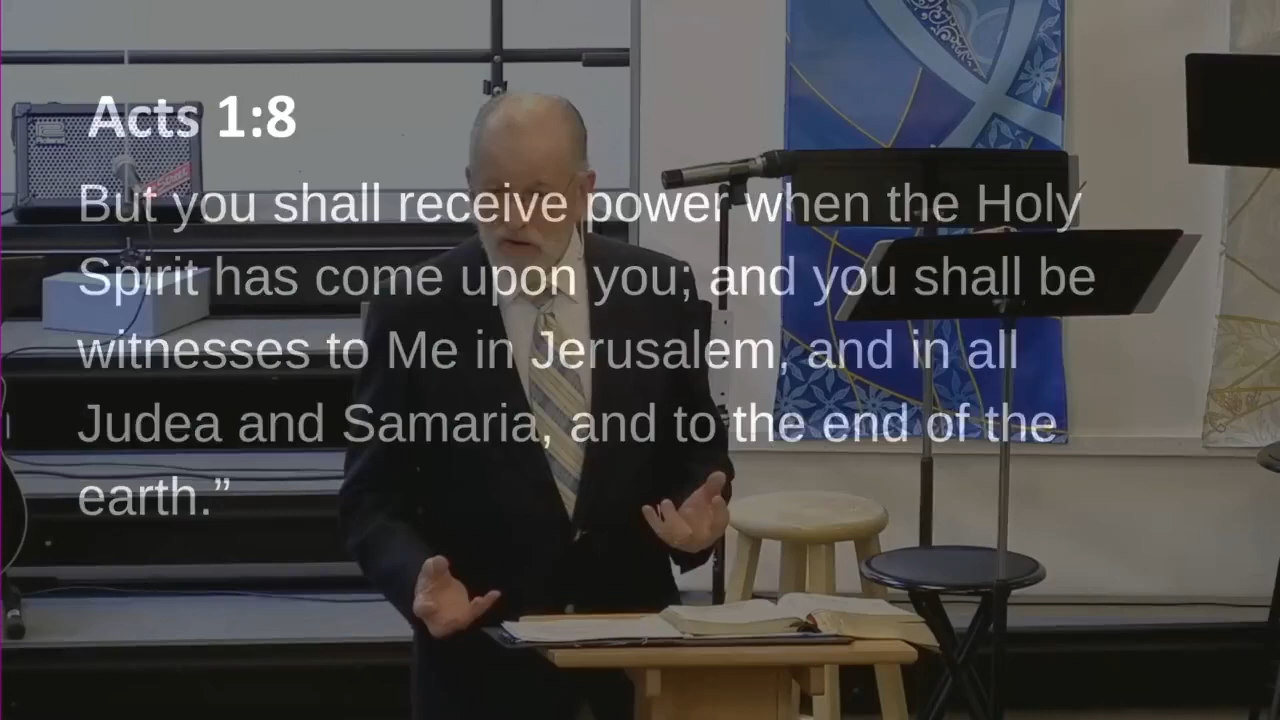 Acts 1:8
But you shall receive power when the Holy
Spirit has come upon you; and you shall be
witnesses to Me in Jerusalem, and in all
Judea and Samaria, and to the end of the
earth.”